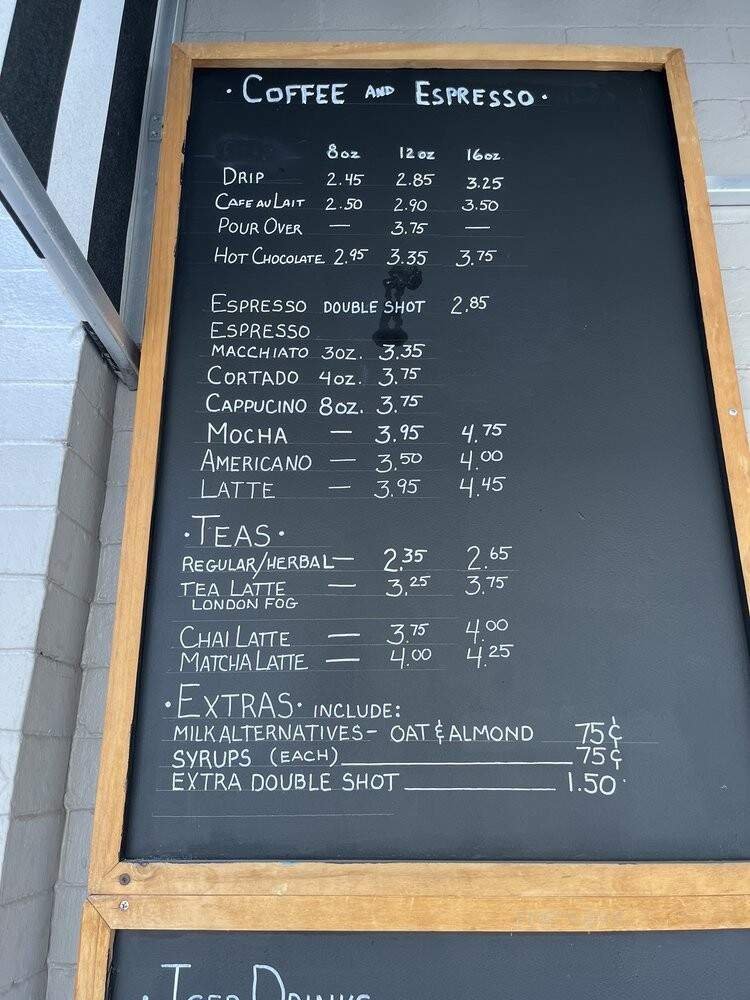 · COFFEE AND ESPRESSO ·
8oz 12oz 16oz
DRIP 2.45 2.85 3.25
CAFE AU LAIT 2.50 2.90 3.50
POUR OVER — 3.75 —
HOT CHOCOLATE 2.95 3.35 3.75
ESPRESSO DOUBLE SHOT 2.85
ESPRESSO
MACCHIATO 3oz. 3.35
CORTADO 4oz. 3.75
CAPPUCINO 8oz. 3.75
MOCHA — 3.95 4.75
AMERICANO — 3.50 4.00
LATTE — 3.95 4.45
· TEAS ·
REGULAR/HERBAL — 2.35 2.65
TEA LATTE — 3.25 3.75
LONDON FOG
CHAI LATTE — 3.75 4.00
MATCHA LATTE — 4.00 4.25
· EXTRAS · INCLUDE:
MILK ALTERNATIVES - OAT & ALMOND 75¢
SYRUPS (EACH) 75¢
EXTRA DOUBLE SHOT 1.50
· ICED DRINKS